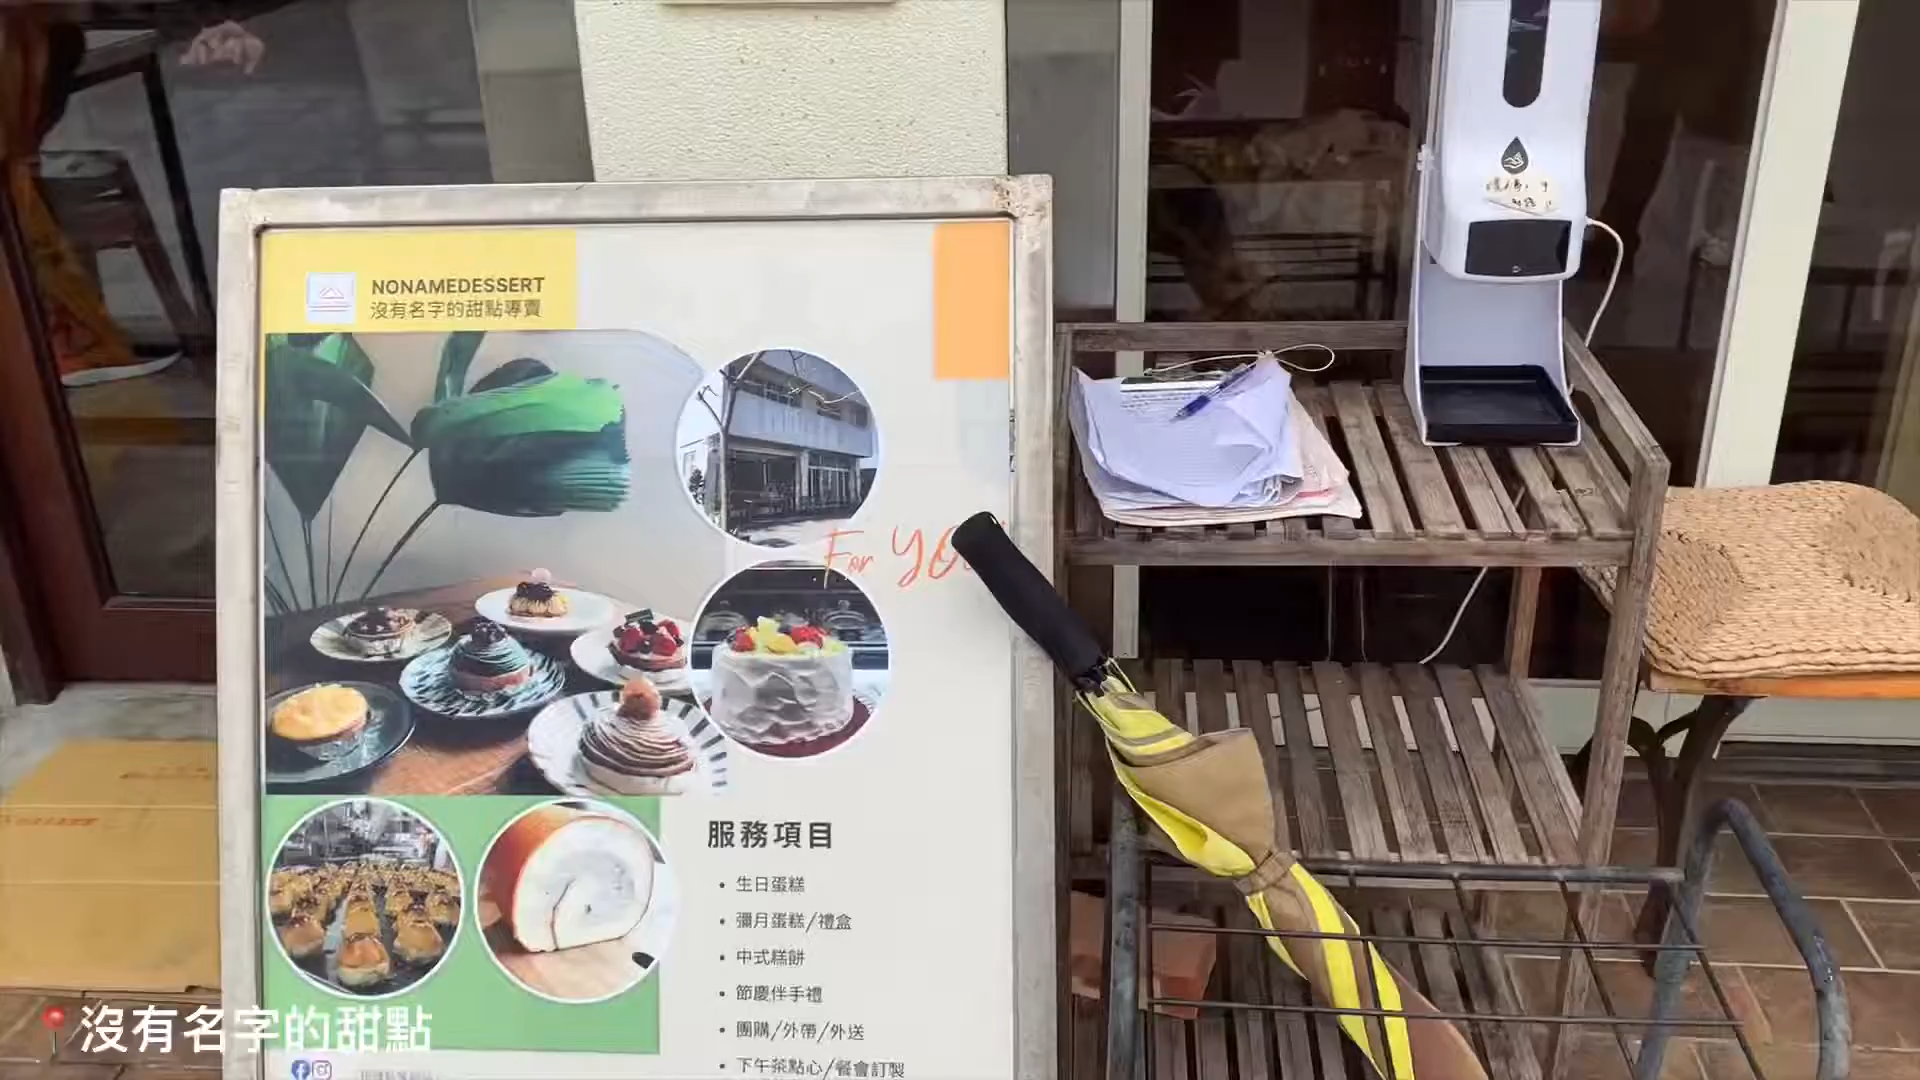 NONAMEDESSERT
沒有名字的甜點專賣
For YOU
服務項目
• 生日蛋糕
• 彌月蛋糕/禮盒
• 中式糕餅
• 節慶伴手禮
• 團購/外帶/外送
• 下午茶點心/餐會訂製
沒有名字的甜點